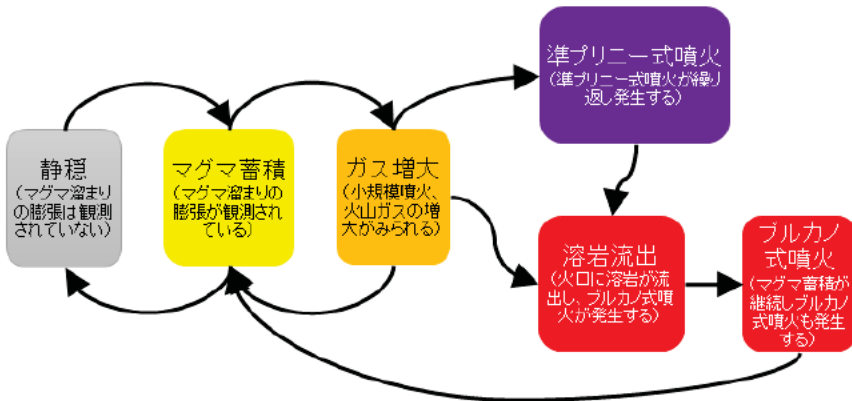 準プリニー式噴火
(準プリニー式噴火が繰り
返し発生する)
静穏
(マグマ溜まり
の膨張は観測
されていない)
マグマ蓄積
(マグマ溜まりの
膨張が観測され
ている)
ガス増大
(小規模噴火、
火山ガスの増
大がみられる)
溶岩流出
(火口に溶岩が流
出し、ブルカノ式噴
火が発生する)
ブルカノ
式噴火
(マグマ蓄積が
継続しブルカノ
式噴火も発生
する)